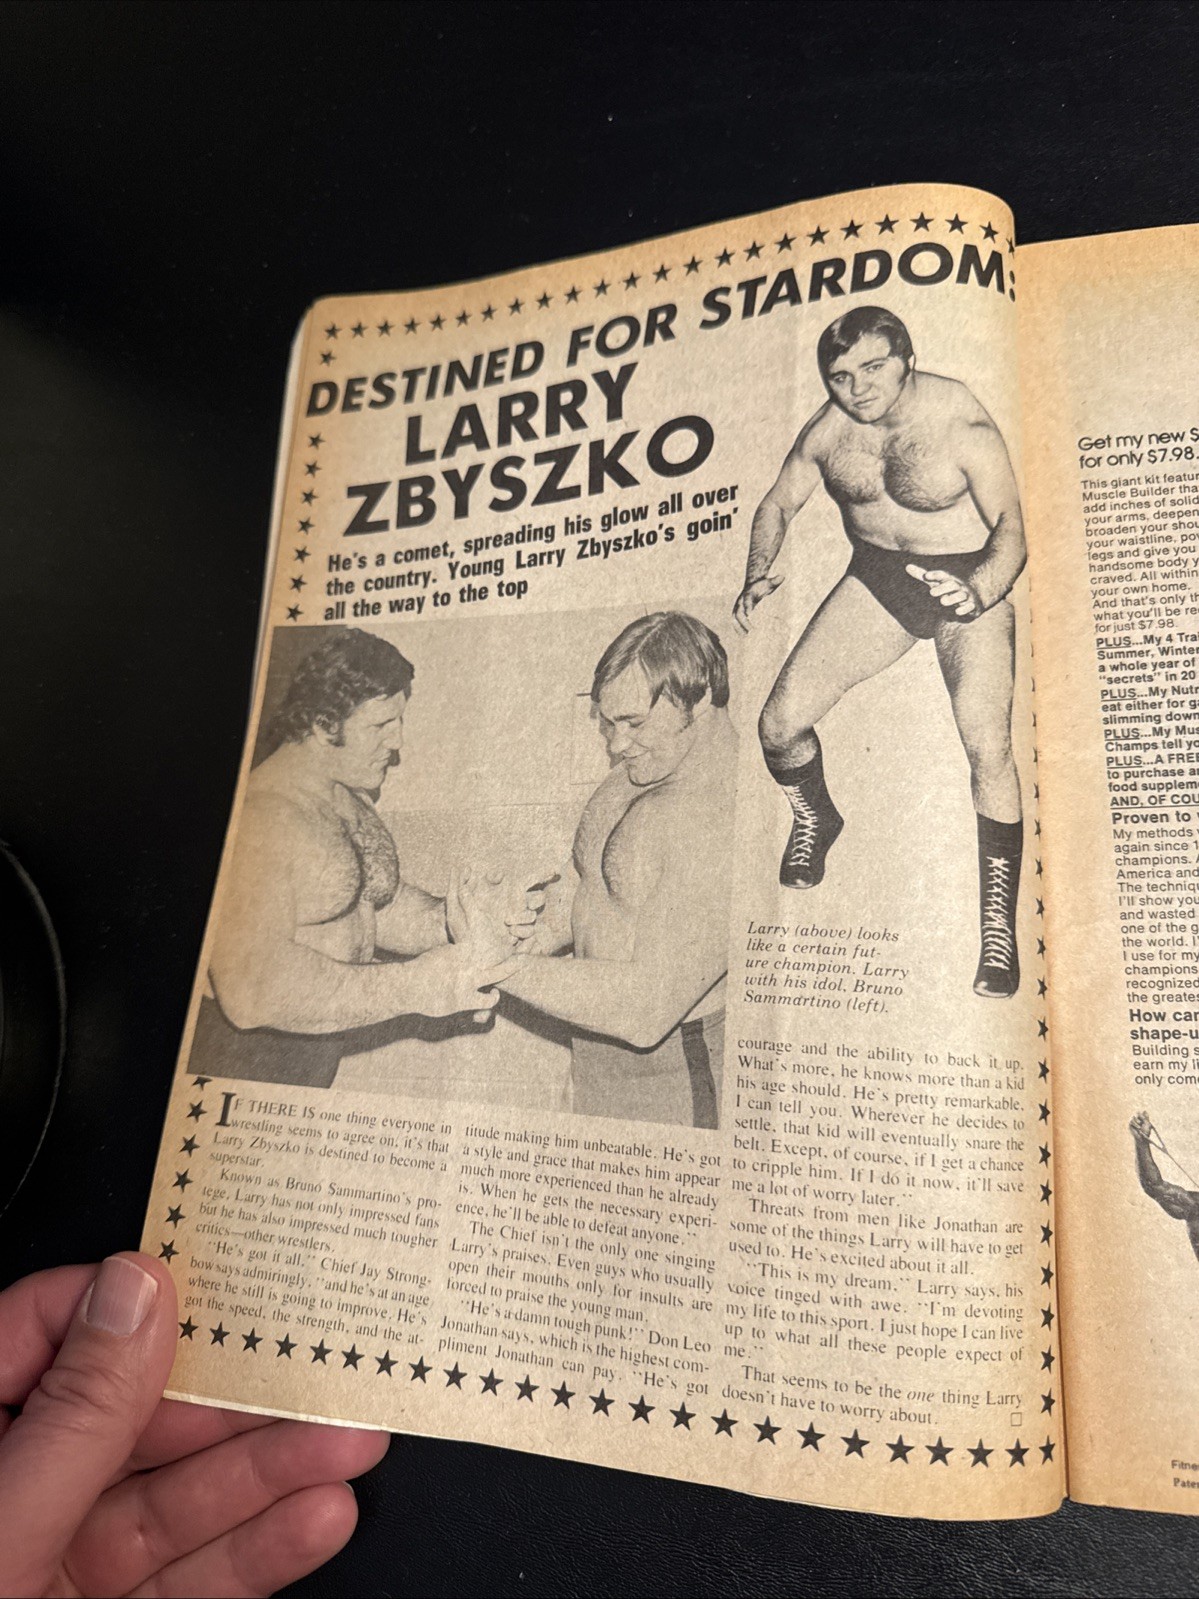 DESTINED FOR STARDOM:
LARRY
ZBYSZKO
He's a comet, spreading his glow all over
the country. Young Larry Zbyszko's goin'
all the way to the top
Larry (above) looks
like a certain fut-
ure champion. Larry
with his idol, Bruno
Sammartino (left).
IF THERE IS one thing everyone in
wrestling seems to agree on, it's that
Larry Zbyszko is destined to become a
superstar.
Known as Bruno Sammartino's pro-
tege, Larry has not only impressed fans
but he has also impressed much tougher
critics—other wrestlers.
"He's got it all," Chief Jay Strong-
bow says admiringly, "and he's at an age
where he still is going to improve. He's
got the speed, the strength, and the at-
titude making him unbeatable. He's got
a style and grace that makes him appear
much more experienced than he already
is. When he gets the necessary experi-
ence, he'll be able to defeat anyone."
The Chief isn't the only one singing
Larry's praises. Even guys who usually
open their mouths only for insults are
forced to praise the young man.
"He's a damn tough punk!" Don Leo
Jonathan says, which is the highest com-
pliment Jonathan can pay. "He's got
courage and the ability to back it up.
What's more, he knows more than a kid
his age should. He's pretty remarkable,
I can tell you. Wherever he decides to
settle, that kid will eventually snare the
belt. Except, of course, if I get a chance
to cripple him. If I do it now, it'll save
me a lot of worry later."
Threats from men like Jonathan are
some of the things Larry will have to get
used to. He's excited about it all.
"This is my dream," Larry says, his
voice tinged with awe. "I'm devoting
my life to this sport. I just hope I can live
up to what all these people expect of
me."
That seems to be the one thing Larry
doesn't have to worry about.
Get my new $
for only $7.98.
This giant kit
Muscle Builder
add inches of solid
your arms, deepen
broaden your
your waistline,
legs and give you
handsome body
craved. All within
your own home.
And that's only
what you'll be
for just $7.98.
PLUS...My 4
Summer, Winter
a whole year of
"secrets" in 20
PLUS...My
eat either for
slimming down
PLUS...My
Champs tell
PLUS...A FREE
to purchase
food
AND, OF
Proven to
My methods
again since 1
champions.
America and
The
I'll show you
and wasted
one of the
the world.
I use for my
champions
recognized
the
How
shape-u
Building
earn my
only